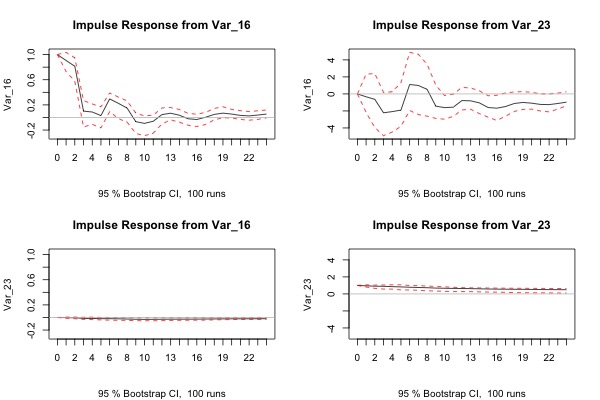 Impulse Response from Var_16
Var_16
1.0
0.6
0.2
-0.2
0 2 4 6 8 10 13 16 19 22
95 % Bootstrap CI, 100 runs
Impulse Response from Var_23
Var_16
4
2
0
-4
0 2 4 6 8 10 13 16 19 22
95 % Bootstrap CI, 100 runs
Impulse Response from Var_16
Var_23
1.0
0.6
0.2
-0.2
0 2 4 6 8 10 13 16 19 22
95 % Bootstrap CI, 100 runs
Impulse Response from Var_23
Var_23
4
2
0
-4
0 2 4 6 8 10 13 16 19 22
95 % Bootstrap CI, 100 runs